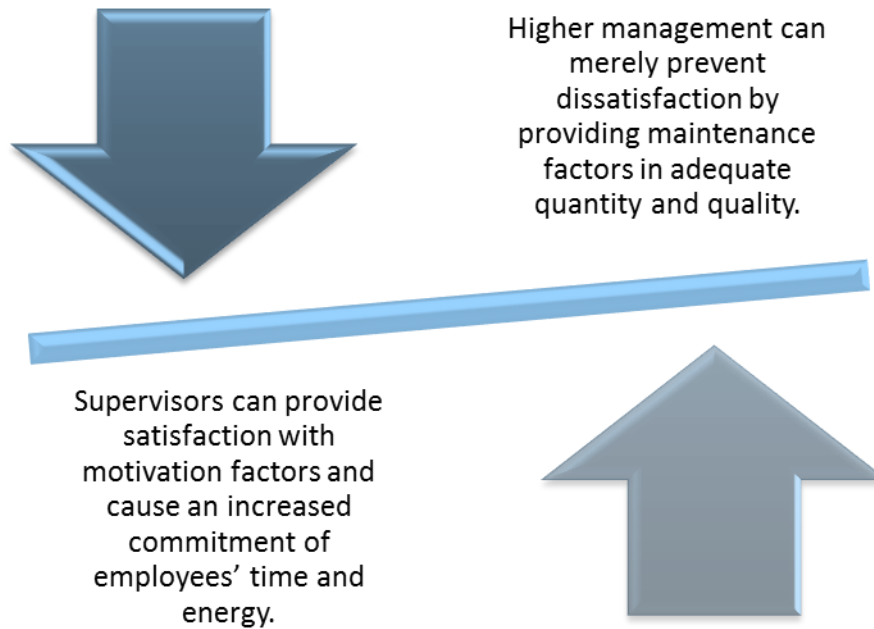 Higher management can
merely prevent
dissatisfaction by
providing maintenance
factors in adequate
quantity and quality.
Supervisors can provide
satisfaction with
motivation factors and
cause an increased
commitment of
employees’ time and
energy.